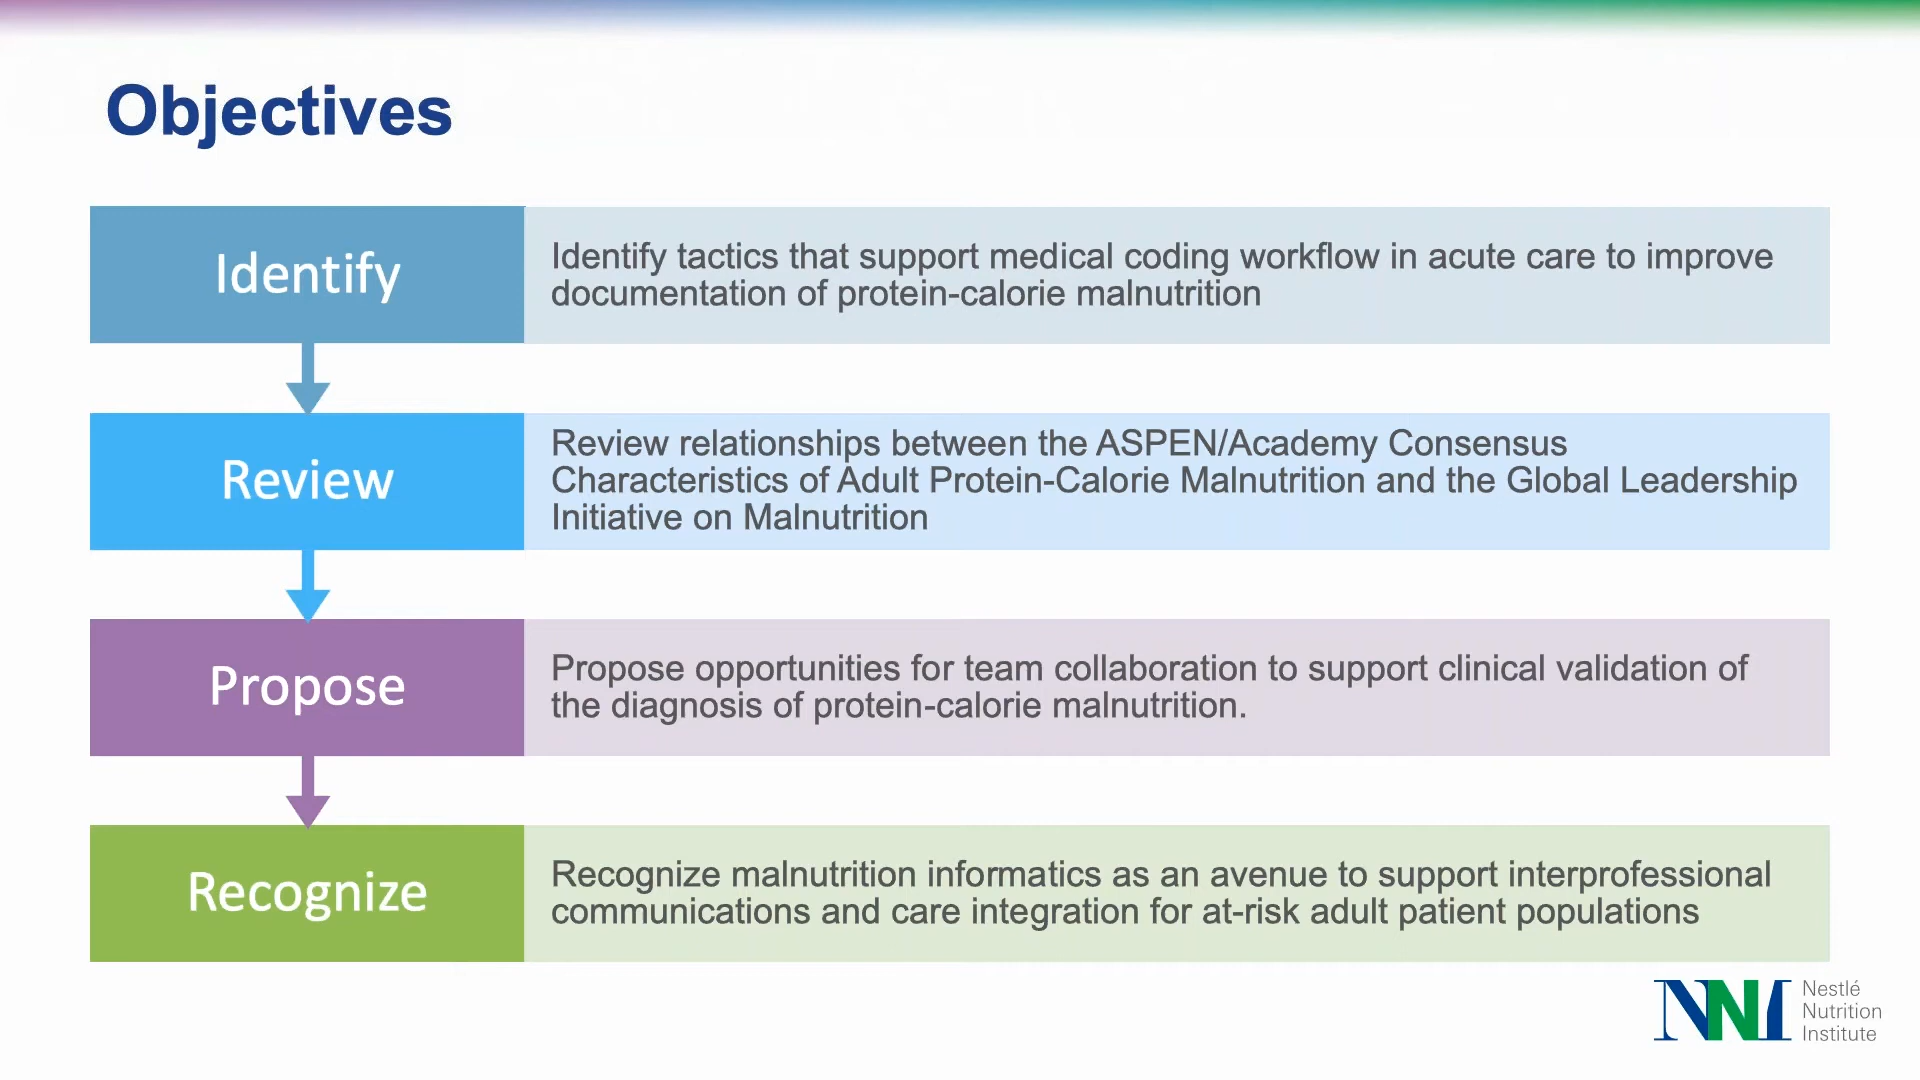 Objectives
Identify
Identify tactics that support medical coding workflow in acute care to improve
documentation of protein-calorie malnutrition
Review
Review relationships between the ASPEN/Academy Consensus
Characteristics of Adult Protein-Calorie Malnutrition and the Global Leadership
Initiative on Malnutrition
Propose
Propose opportunities for team collaboration to support clinical validation of
the diagnosis of protein-calorie malnutrition.
Recognize
Recognize malnutrition informatics as an avenue to support interprofessional
communications and care integration for at-risk adult patient populations
NNI
Nestlé
Nutrition
Institute